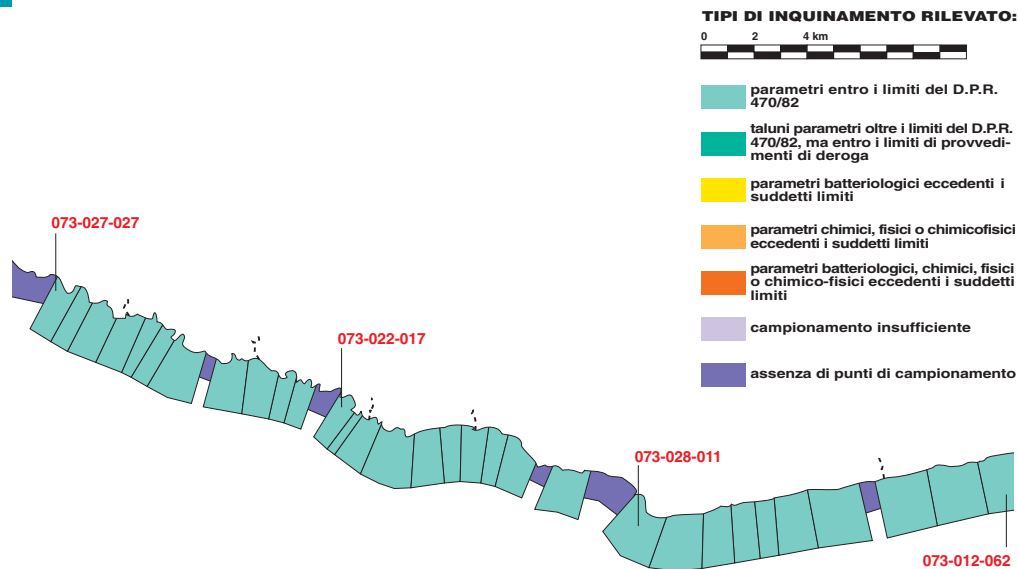 TIPI DI INQUINAMENTO RILEVATO:
0 2 4 km
parametri entro i limiti del D.P.R.
470/82
taluni parametri oltre i limiti del D.P.R.
470/82, ma entro i limiti di provvedi-
menti di deroga
parametri batteriologici eccedenti i
suddetti limiti
parametri chimici, fisici o chimicofisici
eccedenti i suddetti limiti
parametri batteriologici, chimici, fisici
o chimico-fisici eccedenti i suddetti
limiti
campionamento insufficiente
assenza di punti di campionamento
073-027-027
073-022-017
073-028-011
073-012-062